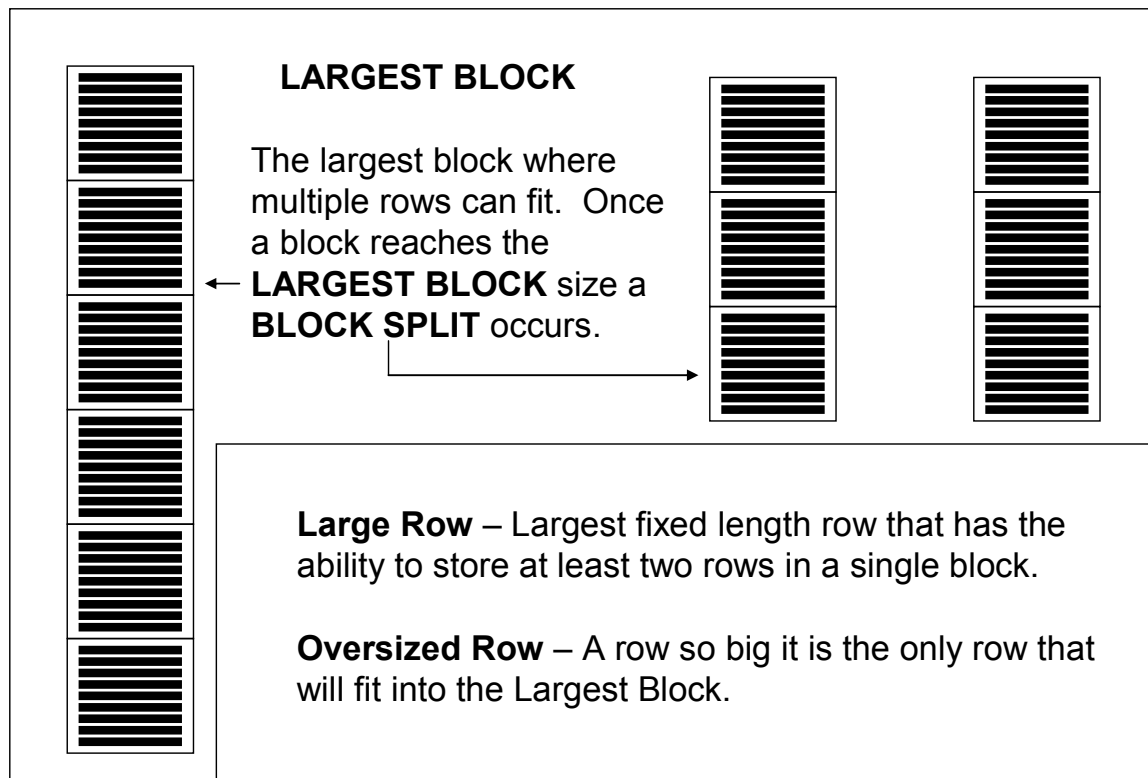 LARGEST BLOCK
The largest block where
multiple rows can fit.  Once
a block reaches the
LARGEST BLOCK size a
BLOCK SPLIT occurs.
Large Row – Largest fixed length row that has the
ability to store at least two rows in a single block.
Oversized Row – A row so big it is the only row that
will fit into the Largest Block.